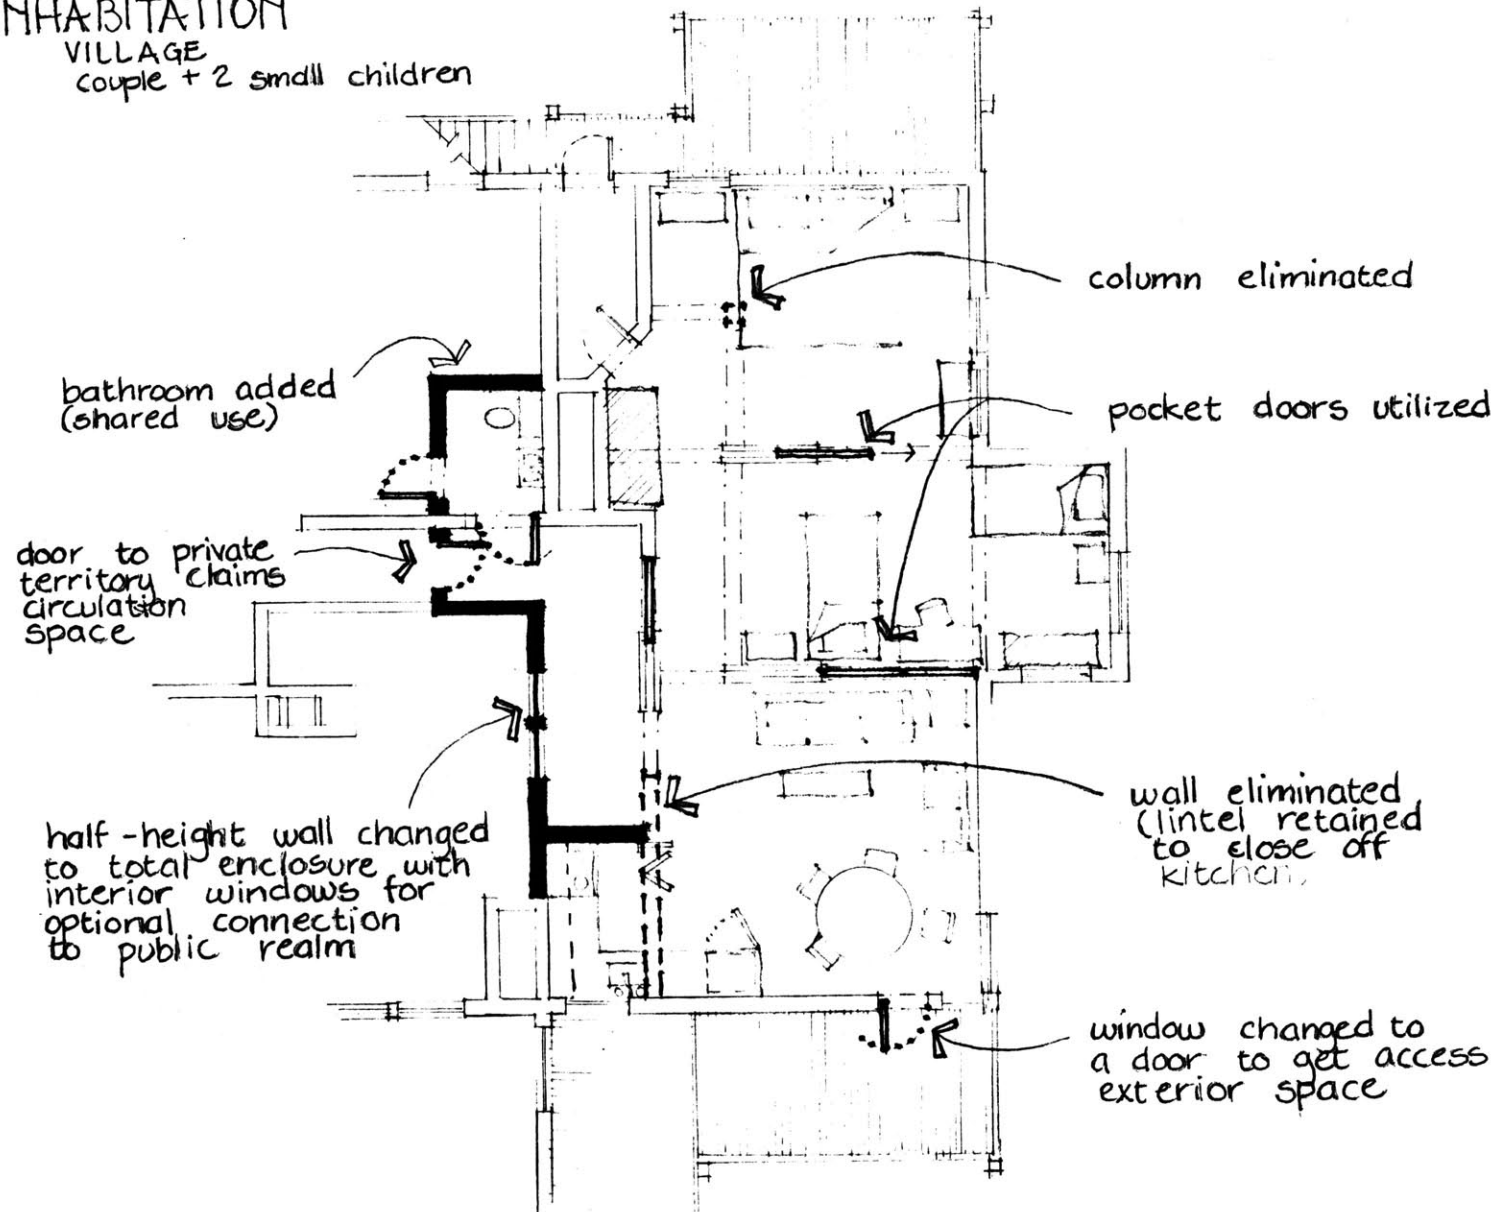 NHABITATION
VILLAGE
couple + 2 small children
column eliminated
bathroom added
(shared use)
pocket doors utilized
door to private
territory claims
circulation
space
half-height wall changed
to total enclosure with
interior windows for
optional connection
to public realm
wall eliminated
(lintel retained
to close off
kitchen,
window changed to
a door to get access
exterior space